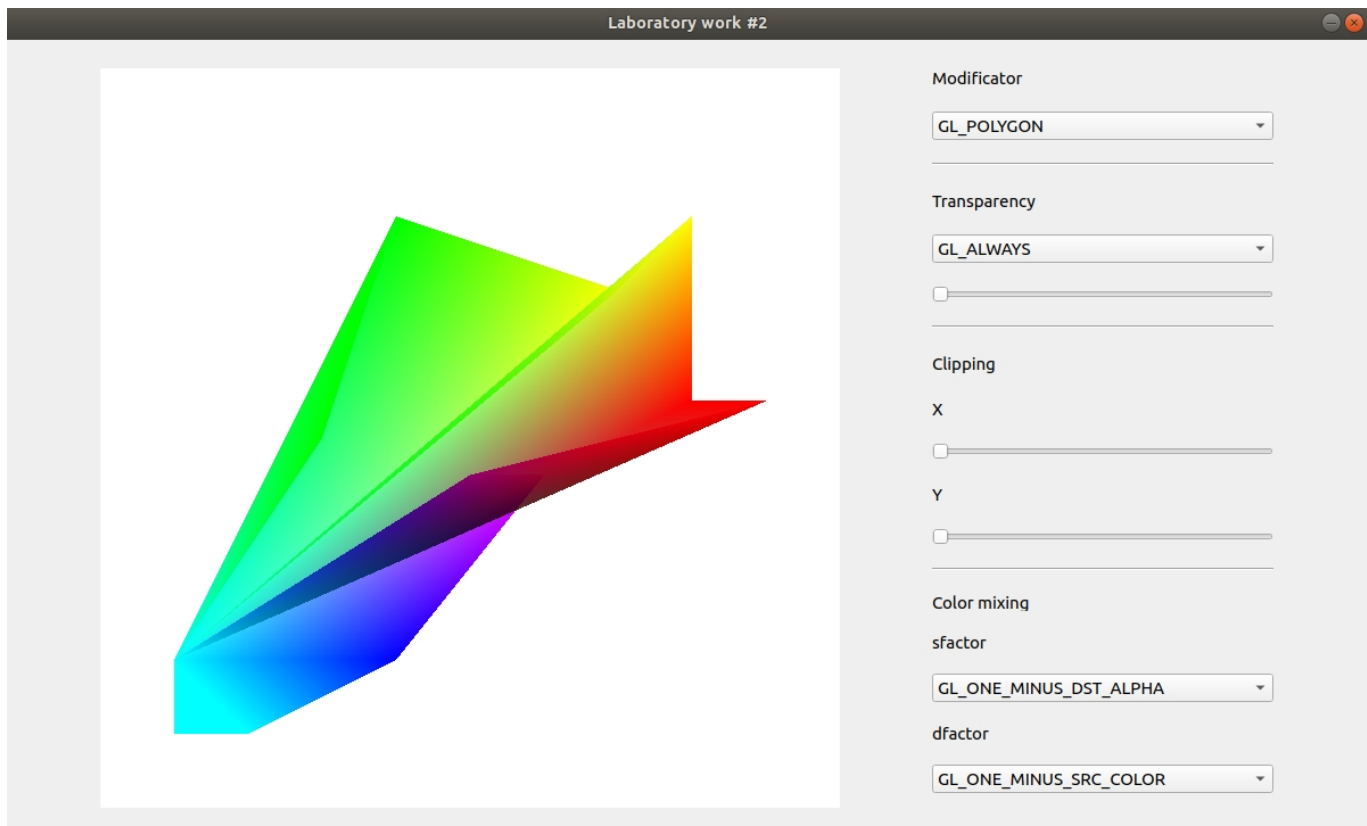 Laboratory work #2
Modificator
GL_POLYGON
Transparency
GL_ALWAYS
Clipping
X
Y
Color mixing
sfactor
GL_ONE_MINUS_DST_ALPHA
dfactor
GL_ONE_MINUS_SRC_COLOR